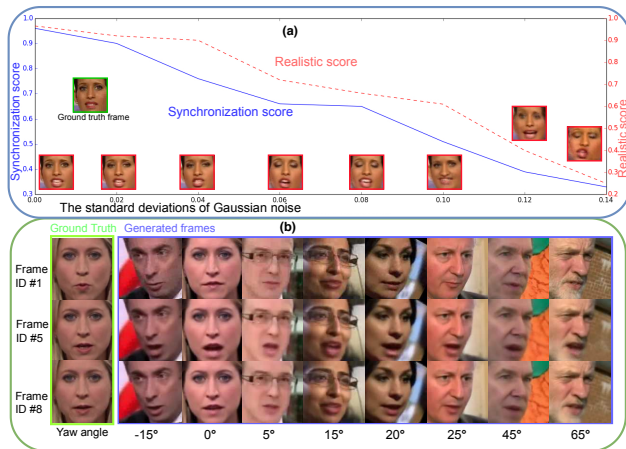 (a)
1.0
0.9
0.8
0.7
0.6
0.5
0.4
0.3
Synchronization score
1.0
0.9
0.8
0.7
0.6
0.5
0.4
0.3
0.2
Realistic score
Realistic score
Synchronization score
Ground truth frame
0.00
0.02
0.04
0.06
0.08
0.10
0.12
0.14
The standard deviations of Gaussian noise
(b)
Ground Truth
Generated frames
Frame
ID #1
Frame
ID #5
Frame
ID #8
Yaw angle
-15°
0°
5°
15°
20°
25°
45°
65°